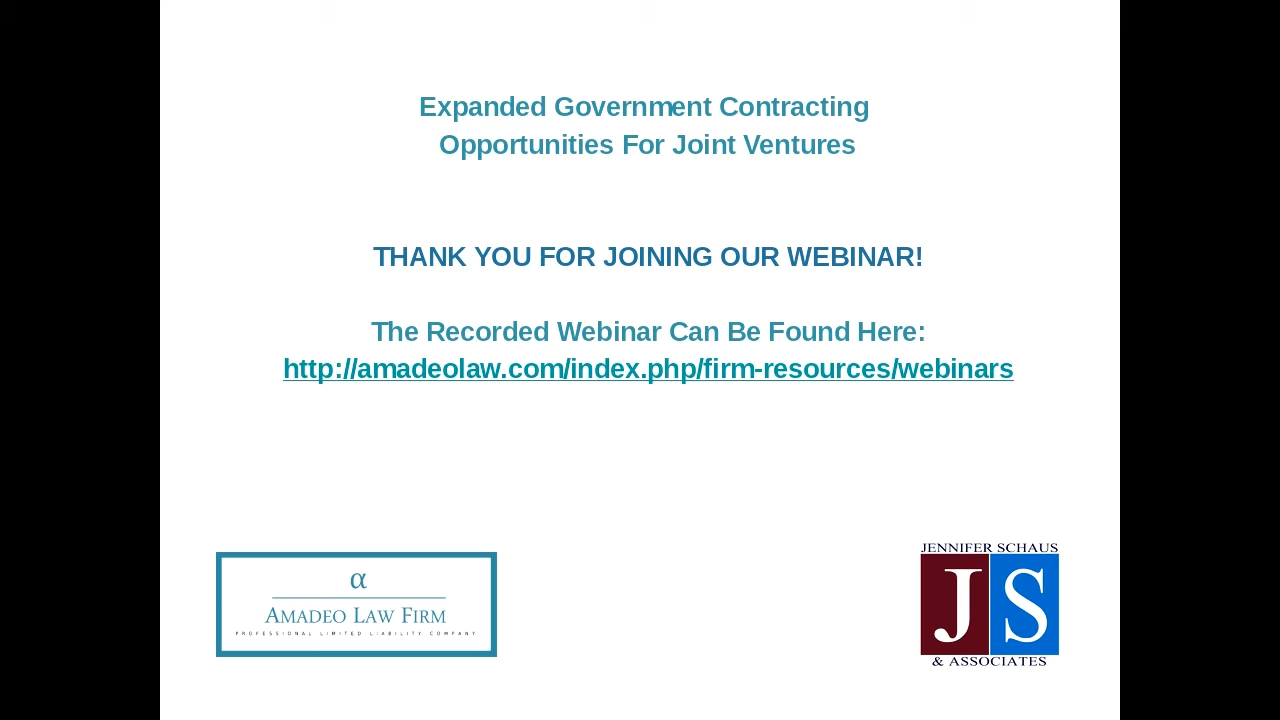 Expanded Government Contracting
Opportunities For Joint Ventures
THANK YOU FOR JOINING OUR WEBINAR!
The Recorded Webinar Can Be Found Here:
http://amadeolaw.com/index.php/firm-resources/webinars
α
AMADEO LAW FIRM
PROFESSIONAL LIMITED LIABILITY COMPANY
JENNIFER SCHAUS
JS
& ASSOCIATES